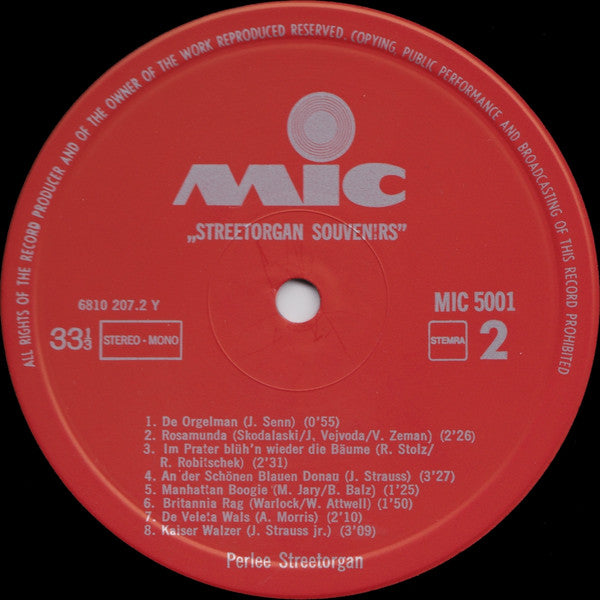 ALL RIGHTS OF THE RECORD PRODUCER AND OF THE OWNER OF THE WORK REPRODUCED RESERVED. COPYING, PUBLIC PERFORMANCE AND BROADCASTING OF THIS RECORD PROHIBITED
MIC
„STREETORGAN SOUVENIRS”
6810 207.2 Y
MIC 5001
33⅓ STEREO - MONO
STEMRA 2
1. De Orgelman (J. Senn) (0'55)
2. Rosamunda (Skodalaski/J. Vejvoda/V. Zeman) (2'26)
3. Im Prater blüh'n wieder die Bäume (R. Stolz/
R. Robitschek) (2'31)
4. An der Schönen Blauen Donau (J. Strauss) (3'27)
5. Manhattan Boogie (M. Jary/B. Balz) (1'25)
6. Britannia Rag (Warlock/W. Attwell) (1'50)
7. De Veleta Wals (A. Morris) (2'10)
8. Kaiser Walzer (J. Strauss jr.) (3'09)
Perlee Streetorgan